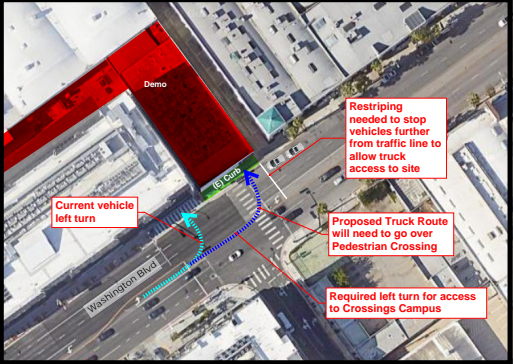 Demo
Restriping
needed to stop
vehicles further
from traffic line to
allow truck
access to site
(E) Curb
Current vehicle
left turn
Proposed Truck Route
will need to go over
Pedestrian Crossing
Washington Blvd
Required left turn for access
to Crossings Campus